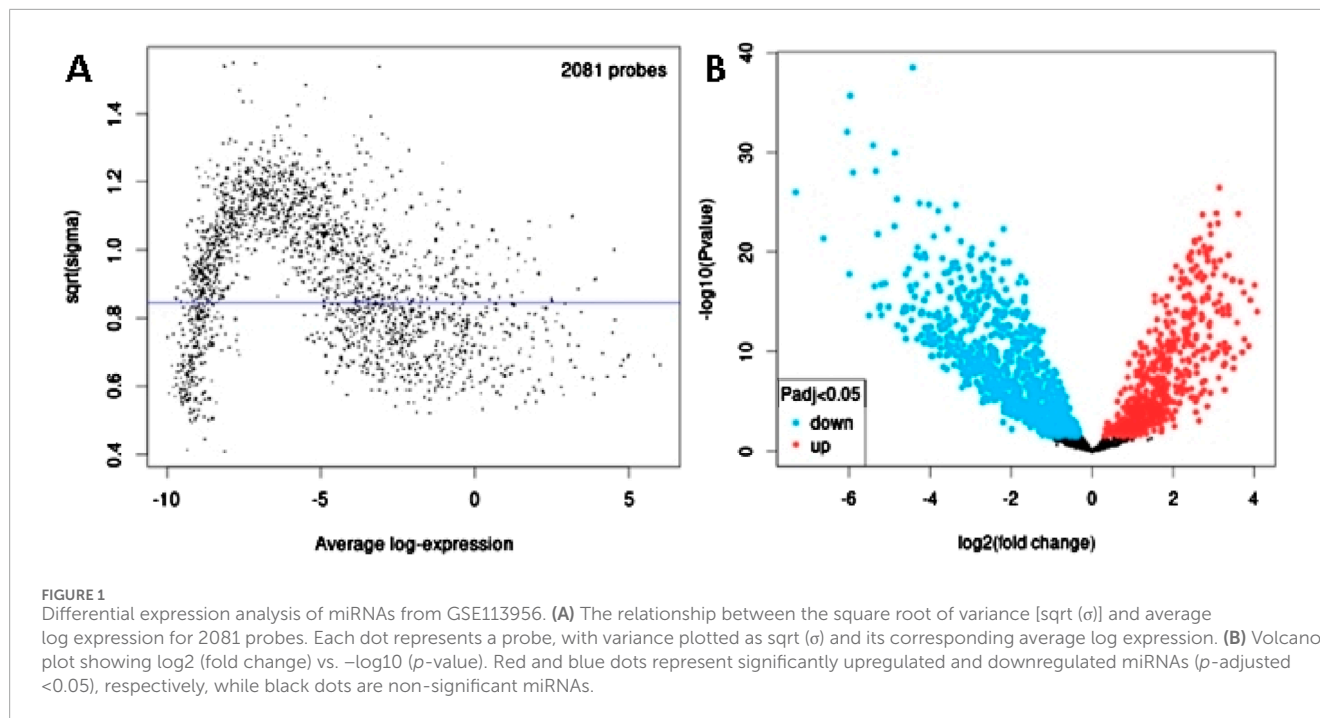 A
2081 probes
1.4
1.2
1.0
0.8
0.6
0.4
sqrt(sigma)
-10 -5 0 5
Average log-expression
B
40
30
20
10
0
-log10(Pvalue)
Padj<0.05
down
up
-6 -4 -2 0 2 4
log2(fold change)
FIGURE 1
Differential expression analysis of miRNAs from GSE113956. (A) The relationship between the square root of variance [sqrt (σ)] and average
log expression for 2081 probes. Each dot represents a probe, with variance plotted as sqrt (σ) and its corresponding average log expression. (B) Volcano
plot showing log2 (fold change) vs. –log10 (p-value). Red and blue dots represent significantly upregulated and downregulated miRNAs (p-adjusted
<0.05), respectively, while black dots are non-significant miRNAs.